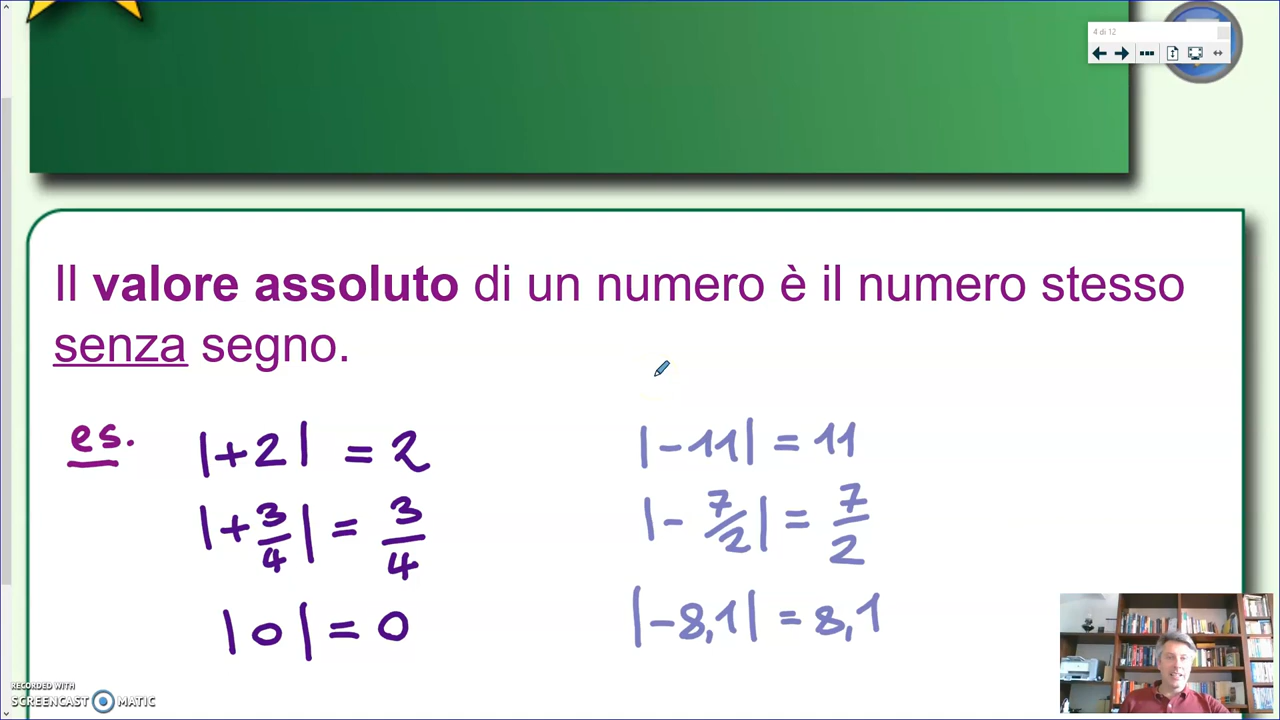 4 di 12
Il valore assoluto di un numero è il numero stesso
senza segno.
es.
|+2| = 2
|+3/4| = 3/4
|0| = 0
|-11| = 11
|-7/2| = 7/2
|-8,1| = 8,1
RECORDED WITH
SCREENCAST MATIC